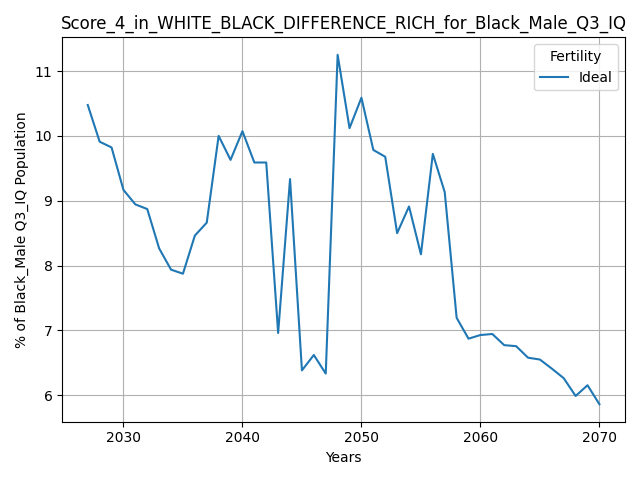 Score_4_in_WHITE_BLACK_DIFFERENCE_RICH_for_Black_Male_Q3_IQ
Fertility
Ideal
% of Black_Male Q3_IQ Population
11
10
9
8
7
6
2030
2040
2050
2060
2070
Years